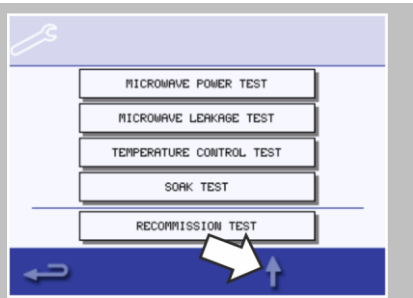 MICROWAVE POWER TEST
MICROWAVE LEAKAGE TEST
TEMPERATURE CONTROL TEST
SOAK TEST
RECOMMISSION TEST